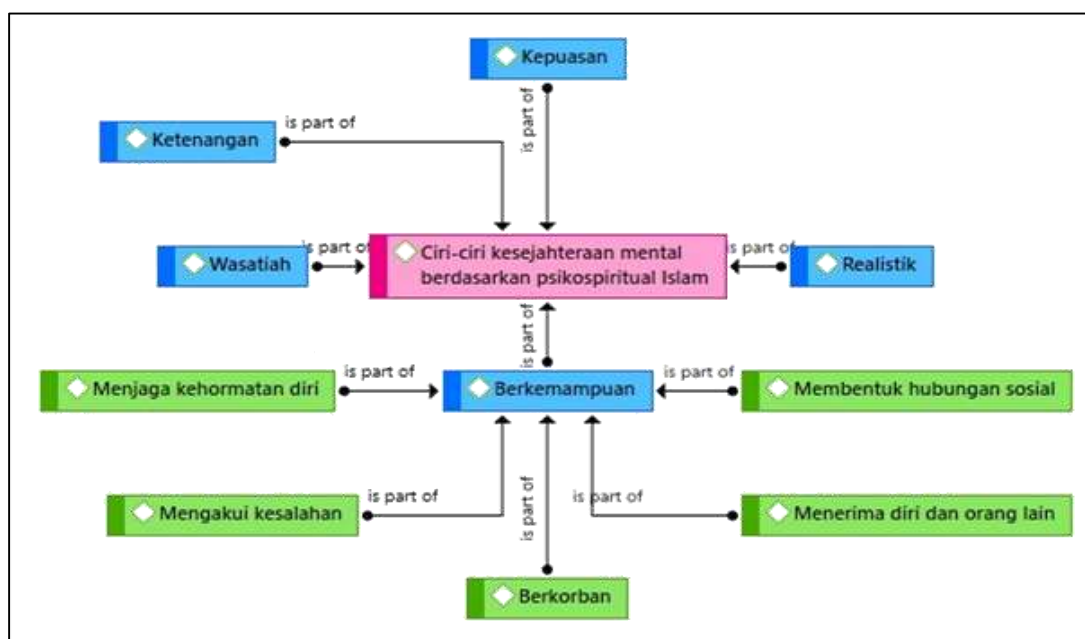 Kepuasan
is part of
is part of
Ketenangan
is part of
Wasatiah
Ciri-ciri kesejahteraan mental
berdasarkan psikospiritual Islam
is part of
Realistik
is part of
Menjaga kehormatan diri
is part of
Berkemampuan
is part of
Membentuk hubungan sosial
Mengakui kesalahan
is part of
is part of
is part of
Menerima diri dan orang lain
Berkorban